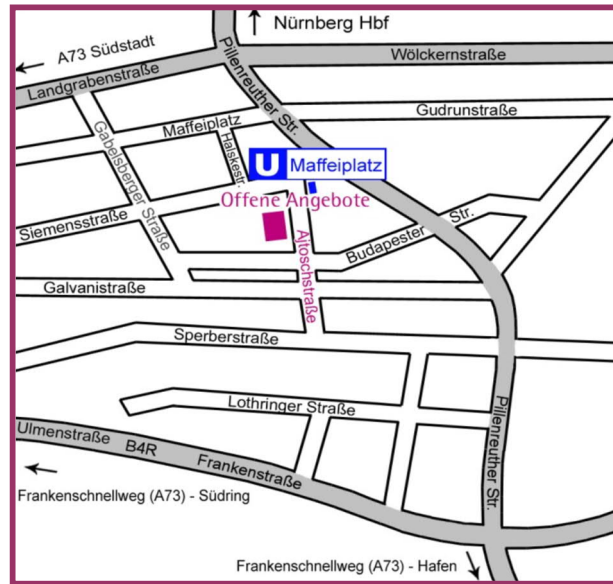 Nürnberg Hbf
A73 Südstadt
Wölckernstraße
Landgrabenstraße
Pillenreuther Str.
Gudrunstraße
Maffeiplatz
Halskestr.
Gabelsberger Straße
U Maffeiplatz
Offene Angebote
Siemensstraße
Budapester Str.
Ajtoschstraße
Galvanistraße
Sperberstraße
Lothringer Straße
Pillenreuther Str.
Ulmenstraße B4R Frankenstraße
Frankenschnellweg (A73) - Südring
Frankenschnellweg (A73) - Hafen